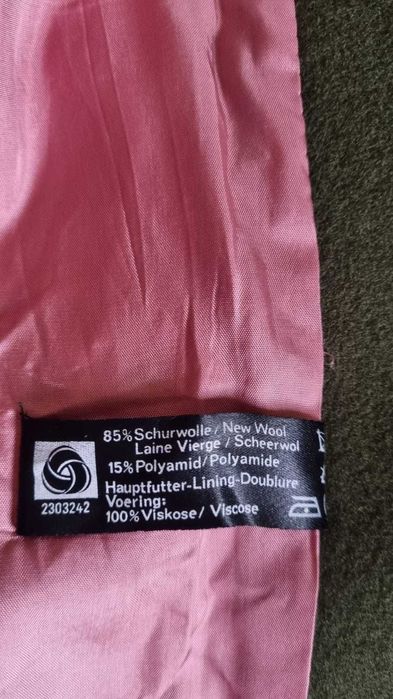 85% Schurwolle / New Wool
Laine Vierge / Scheerwol
15% Polyamid / Polyamide
Hauptfutter-Lining-Doublure
Voering:
100% Viskose / Viscose
2303242